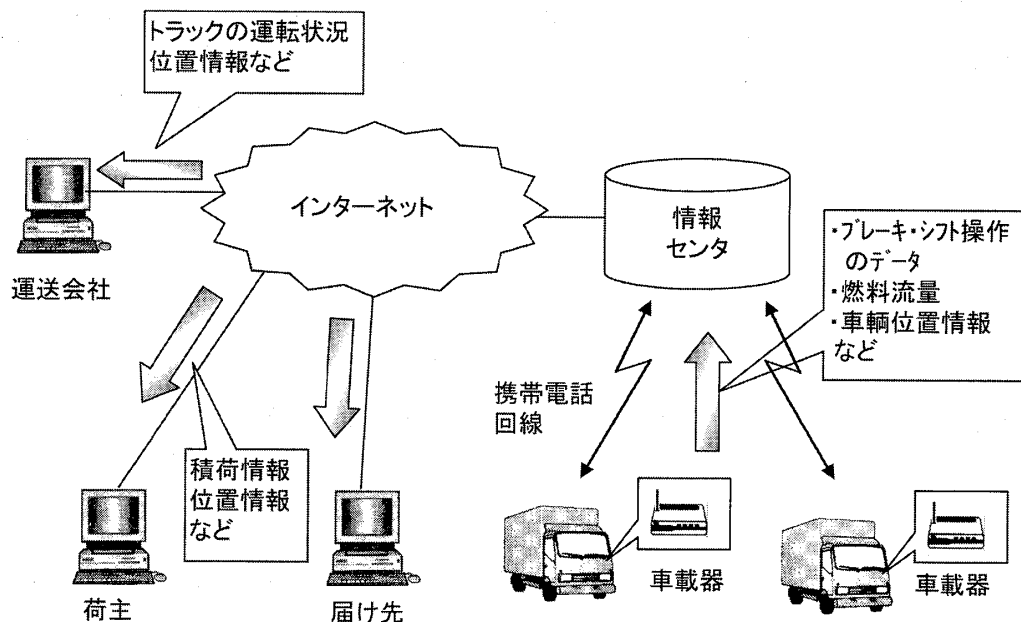 トラックの運転状況
位置情報など
インターネット
情報
センタ
・ブレーキ・シフト操作
のデータ
・燃料流量
・車輌位置情報
など
運送会社
携帯電話
回線
積荷情報
位置情報
など
荷主
届け先
車載器
車載器